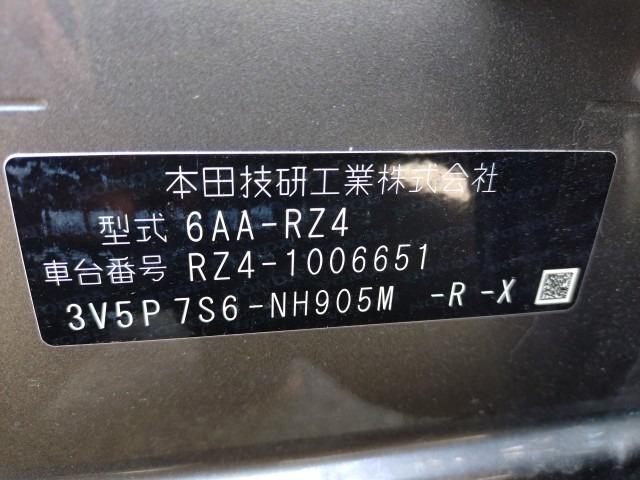 本田技研工業株式会社
型式 6AA-RZ4
車台番号 RZ4-1006651
3V5P 7S6-NH905M -R -X